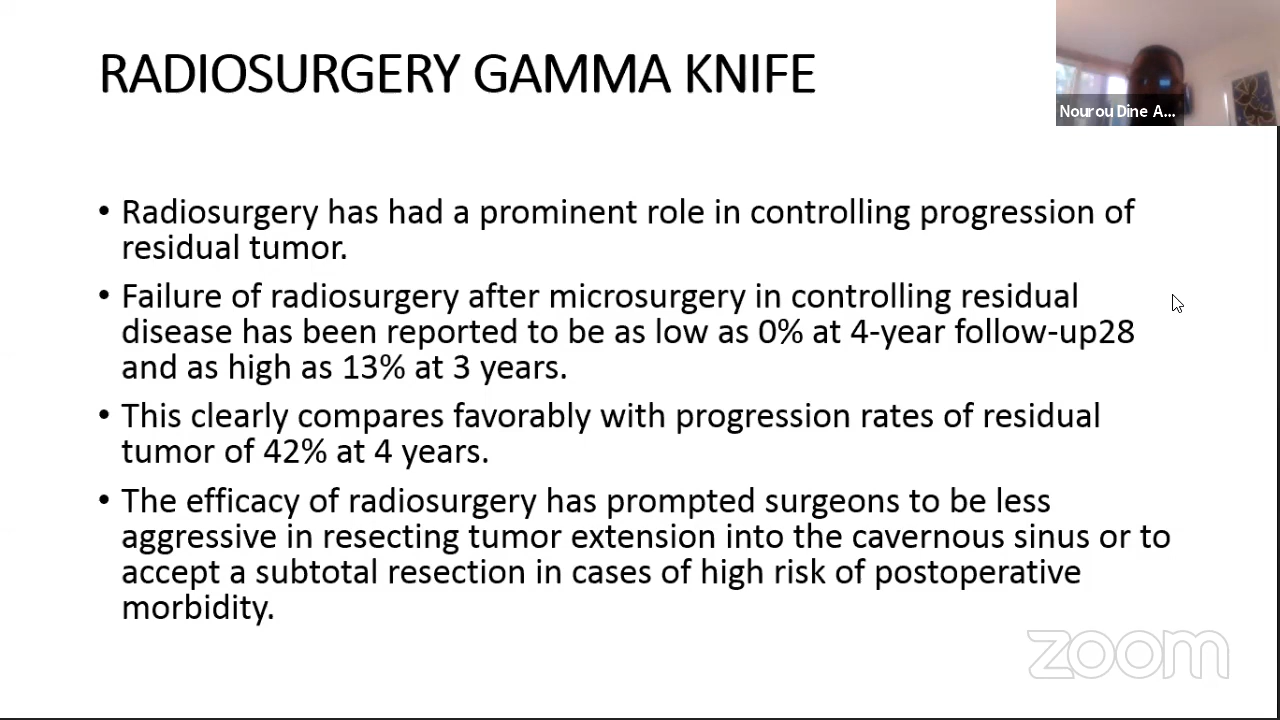 RADIOSURGERY GAMMA KNIFE
Nourou Dine A...
• Radiosurgery has had a prominent role in controlling progression of
residual tumor.
• Failure of radiosurgery after microsurgery in controlling residual
disease has been reported to be as low as 0% at 4-year follow-up28
and as high as 13% at 3 years.
• This clearly compares favorably with progression rates of residual
tumor of 42% at 4 years.
• The efficacy of radiosurgery has prompted surgeons to be less
aggressive in resecting tumor extension into the cavernous sinus or to
accept a subtotal resection in cases of high risk of postoperative
morbidity.
zoom